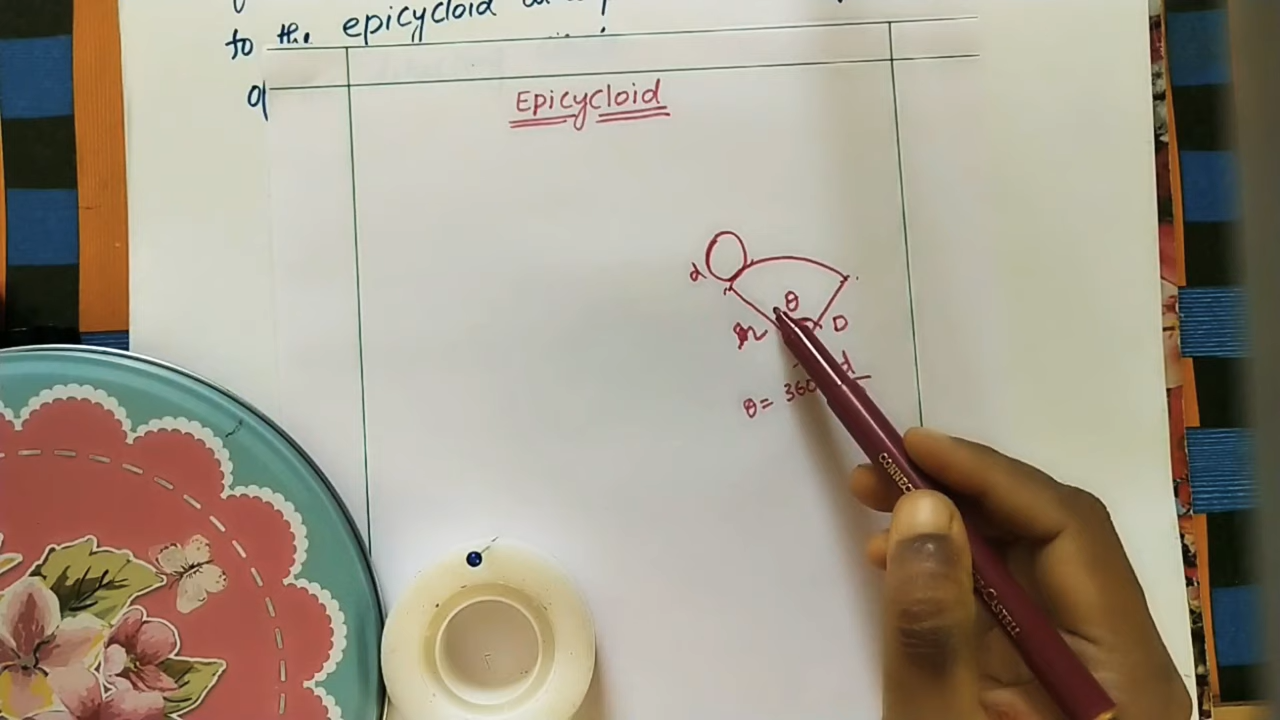 to the epicycloid
Epicycloid
d
θ
D
d
θ = 360
CONNEC
-CASTELL